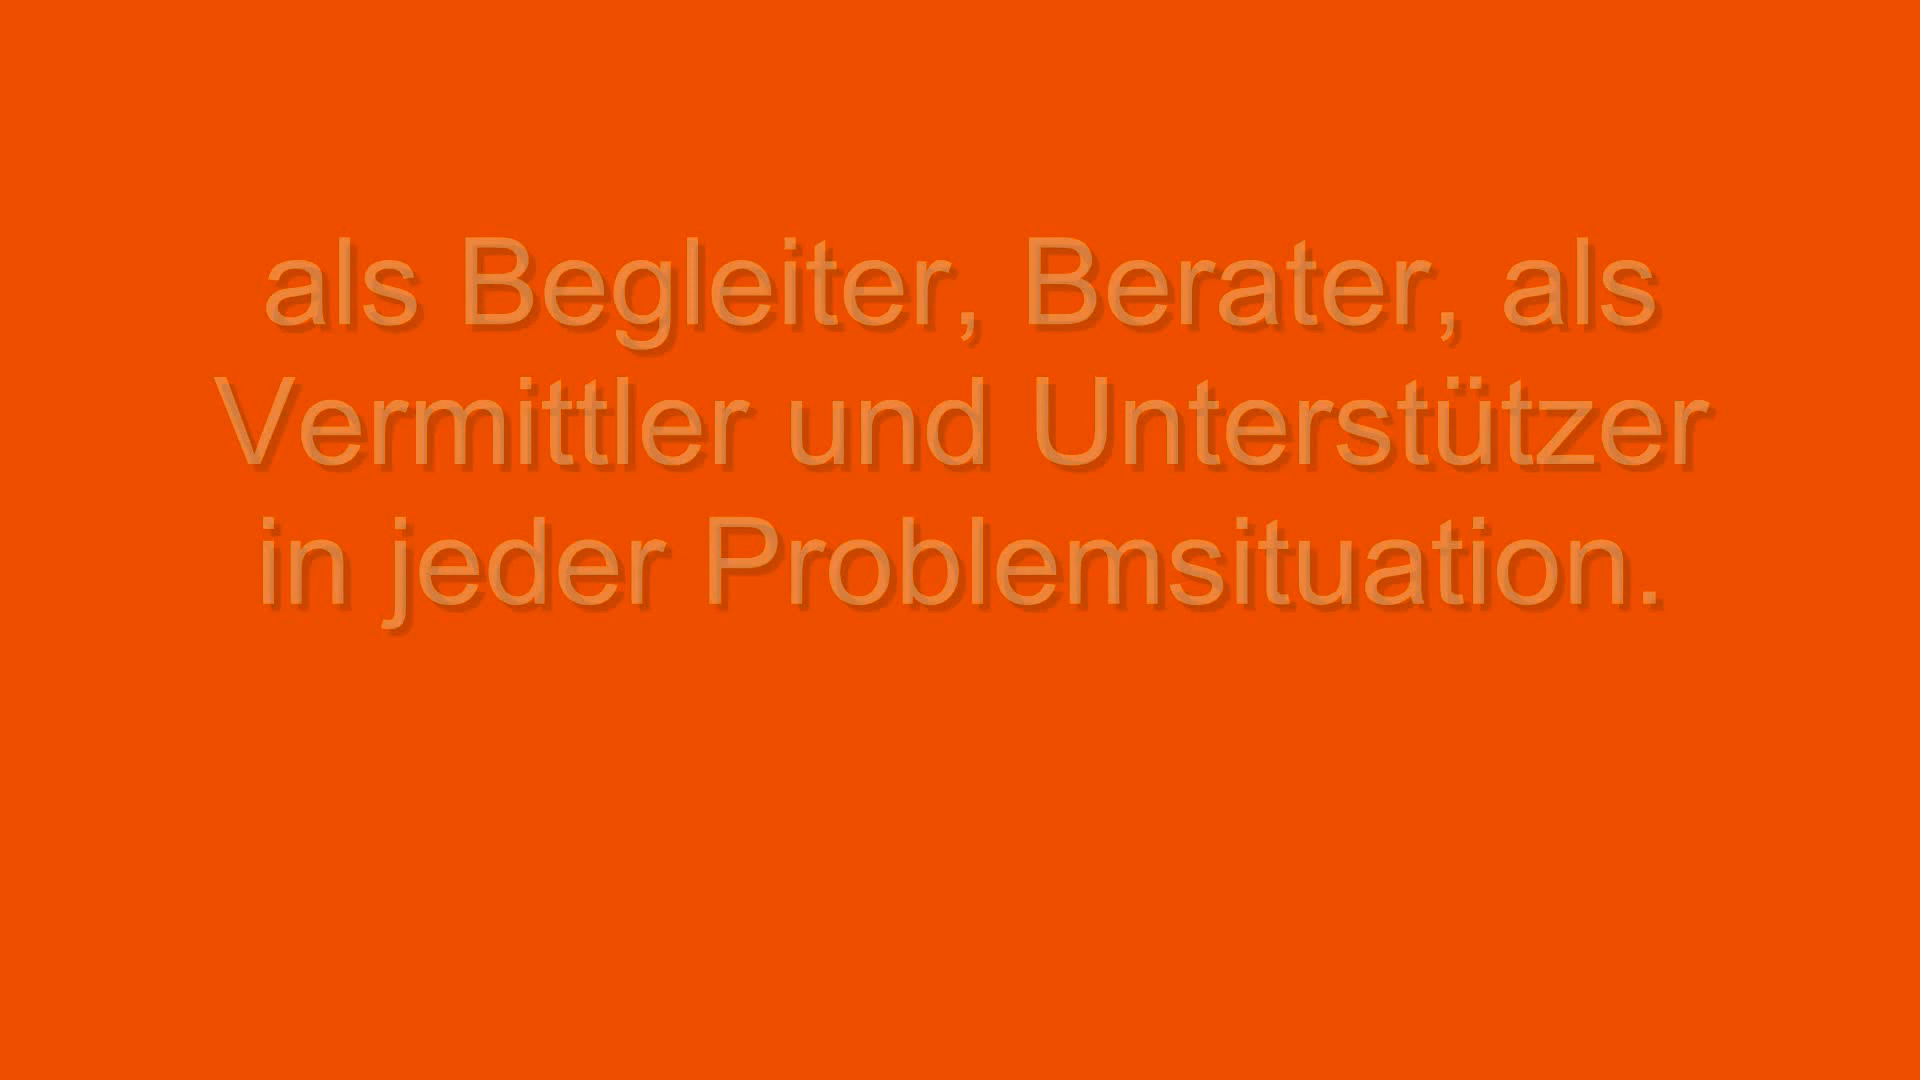 als Begleiter, Berater, als
Vermittler und Unterstützer
in jeder Problemsituation.